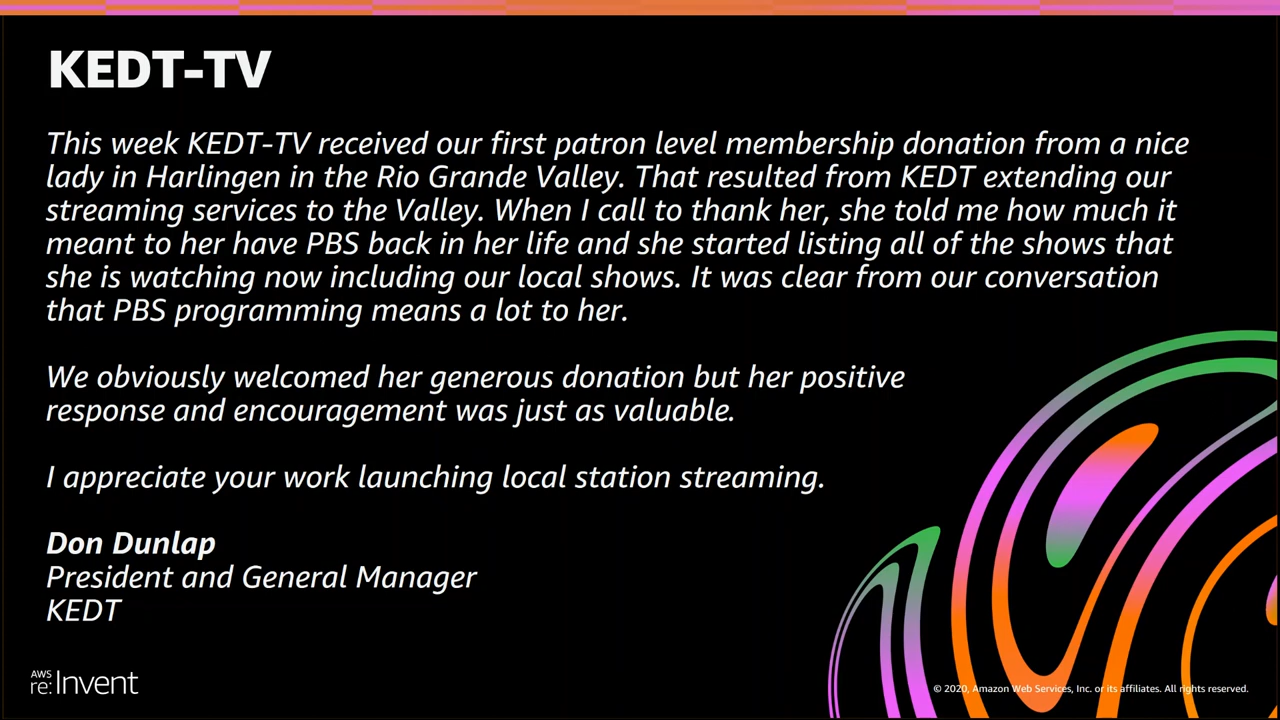 KEDT-TV
This week KEDT-TV received our first patron level membership donation from a nice
lady in Harlingen in the Rio Grande Valley. That resulted from KEDT extending our
streaming services to the Valley. When I call to thank her, she told me how much it
meant to her have PBS back in her life and she started listing all of the shows that
she is watching now including our local shows. It was clear from our conversation
that PBS programming means a lot to her.
We obviously welcomed her generous donation but her positive
response and encouragement was just as valuable.
I appreciate your work launching local station streaming.
Don Dunlap
President and General Manager
KEDT
AWS
re:Invent
© 2020, Amazon Web Services, Inc. or its affiliates. All rights reserved.